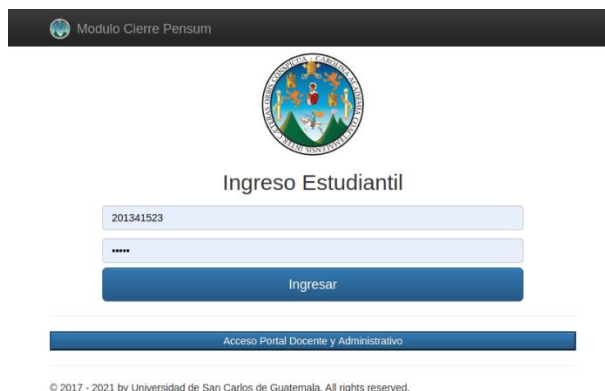 Modulo Cierre Pensum
Ingreso Estudiantil
201341523
•••••
Ingresar
Acceso Portal Docente y Administrativo
© 2017 - 2021 by Universidad de San Carlos de Guatemala. All rights reserved.